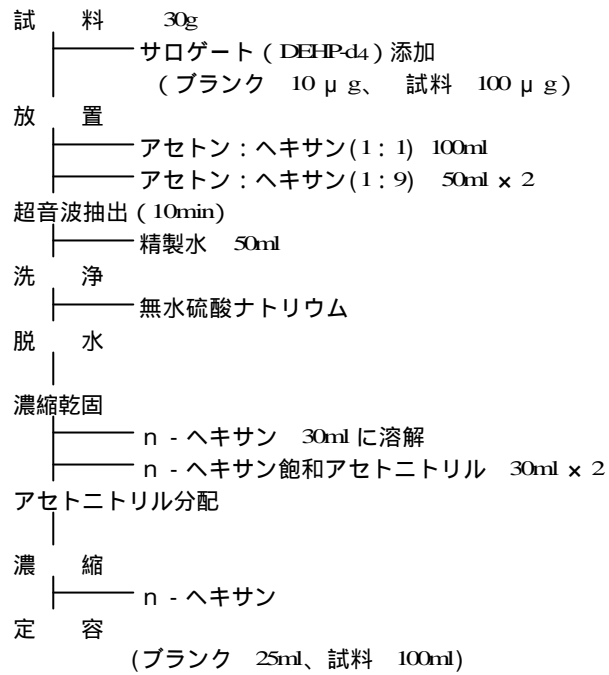 試　料　　30g
サロゲート（DEHP-d4）添加
（ブランク　10μg、　試料　100μg）
放　置
アセトン：ヘキサン(1：1) 100ml
アセトン：ヘキサン(1：9)　50ml×2
超音波抽出（10min）
精製水　50ml
洗　浄
無水硫酸ナトリウム
脱　水
濃縮乾固
n‐ヘキサン　30mlに溶解
n‐ヘキサン飽和アセトニトリル　30ml×2
アセトニトリル分配
濃　縮
n‐ヘキサン
定　容
(ブランク　25ml、試料　100ml)